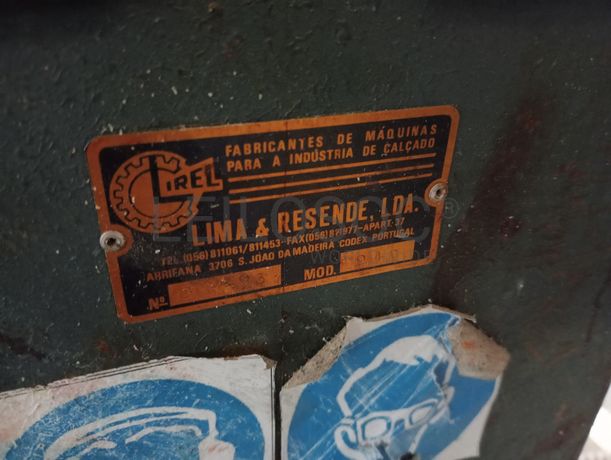 CIREL
FABRICANTES DE MÁQUINAS
PARA A INDÚSTRIA DE CALÇADO
LIMA & RESENDE, LDA.
TEL. (056) 811061/811453-FAX(056) 811977-APART. 37
ARRIFANA 3706 S. JOÃO DA MADEIRA CODEX PORTUGAL
Nº MOD.